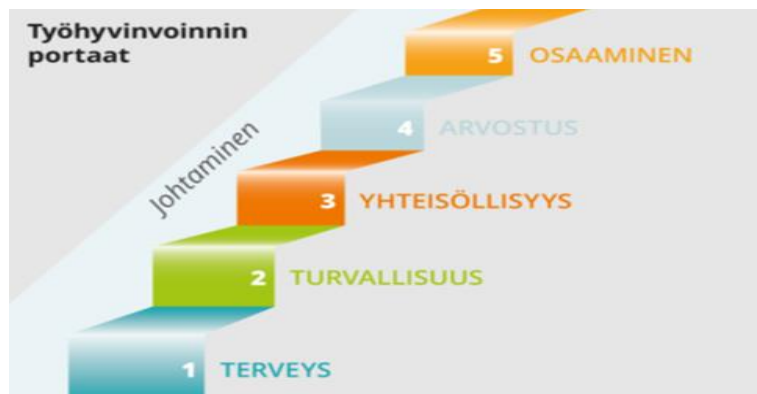 Työhyvinvoinnin
portaat
5 OSAAMINEN
4 ARVOSTUS
Johtaminen
3 YHTEISÖLLISYYS
2 TURVALLISUUS
1 TERVEYS